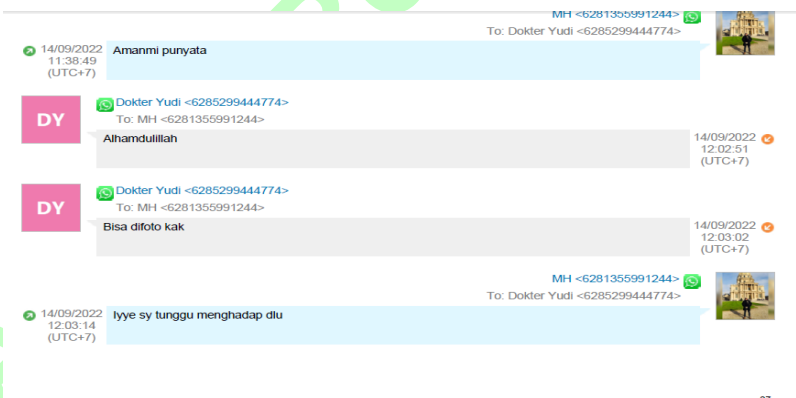 MH <6281355991244>
To: Dokter Yudi <6285299444774>
14/09/2022
11:38:49
(UTC+7)
Amanmi punyata
DY
Dokter Yudi <6285299444774>
To: MH <6281355991244>
Alhamdulillah
14/09/2022
12:02:51
(UTC+7)
DY
Dokter Yudi <6285299444774>
To: MH <6281355991244>
Bisa difoto kak
14/09/2022
12:03:02
(UTC+7)
MH <6281355991244>
To: Dokter Yudi <6285299444774>
14/09/2022
12:03:14
(UTC+7)
Iyye sy tunggu menghadap dlu